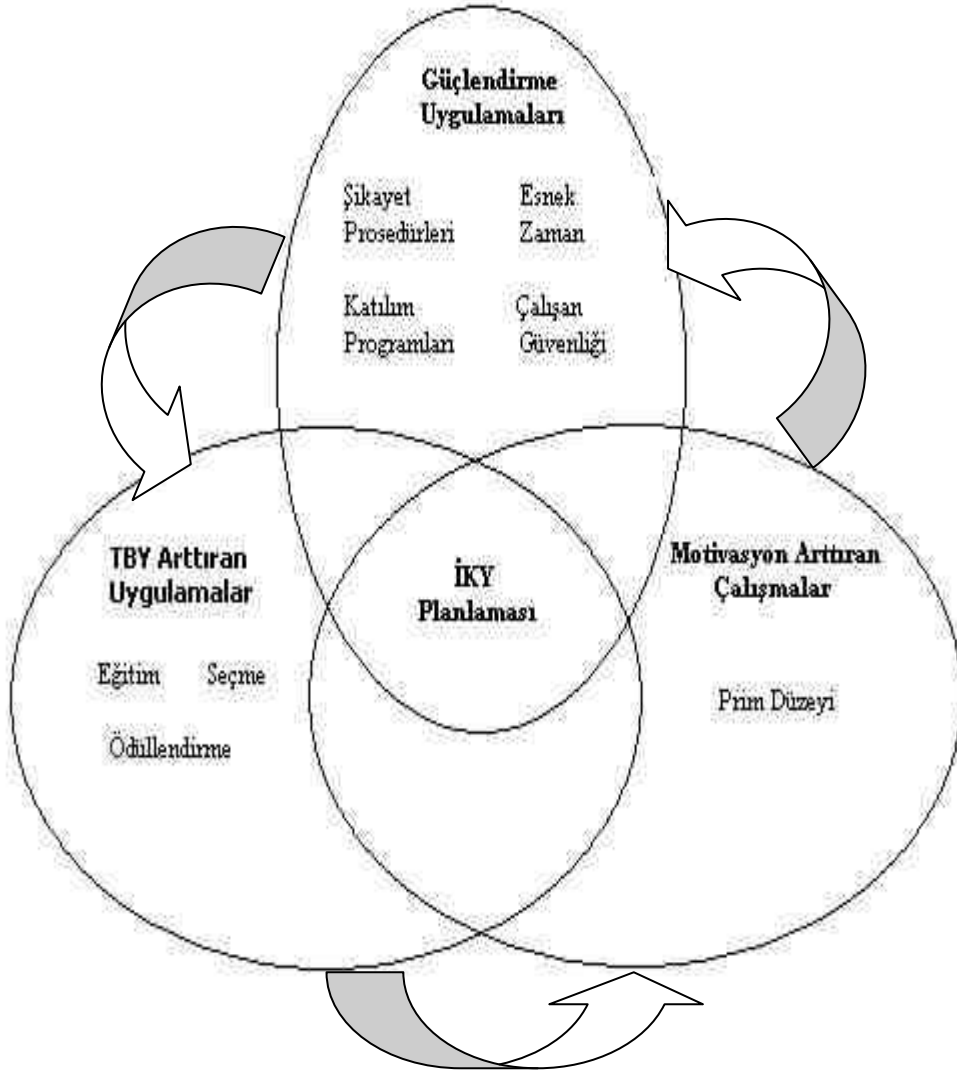 Güçlendirme
Uygulamaları
Şikayet
Prosedürleri
Esnek
Zaman
Katılım
Programları
Çalışan
Güvenliği
TBY Arttıran
Uygulamalar
Eğitim
Seçme
Ödüllendirme
İKY
Planlaması
Motivasyon Arttıran
Çalışmalar
Prim Düzeyi